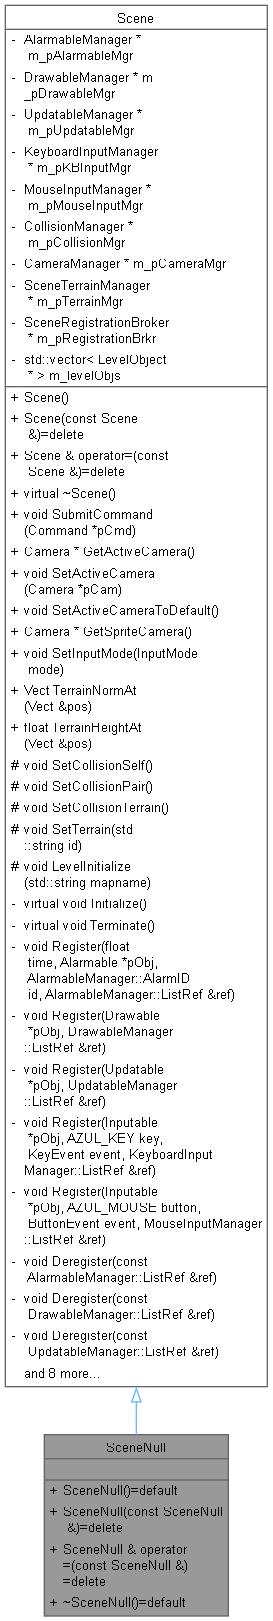 Scene
- AlarmableManager *
m_pAlarmableMgr
- DrawableManager * m
_pDrawableMgr
- UpdatableManager *
m_pUpdatableMgr
- KeyboardInputManager
* m_pKBInputMgr
- MouseInputManager *
m_pMouseInputMgr
- CollisionManager *
m_pCollisionMgr
- CameraManager * m_pCameraMgr
- SceneTerrainManager
* m_pTerrainMgr
- SceneRegistrationBroker
* m_pRegistrationBrkr
- std::vector< LevelObject
* > m_levelObjs
+ Scene()
+ Scene(const Scene
&)=delete
+ Scene & operator=(const
Scene &)=delete
+ virtual ~Scene()
+ void SubmitCommand
(Command *pCmd)
+ Camera * GetActiveCamera()
+ void SetActiveCamera
(Camera *pCam)
+ void SetActiveCameraToDefault()
+ Camera * GetSpriteCamera()
+ void SetInputMode(InputMode
mode)
+ Vect TerrainNormAt
(Vect &pos)
+ float TerrainHeightAt
(Vect &pos)
# void SetCollisionSelf()
# void SetCollisionPair()
# void SetCollisionTerrain()
# void SetTerrain(std
::string id)
# void LevelInitialize
(std::string mapname)
- virtual void Initialize()
- virtual void Terminate()
- void Register(float
time, Alarmable *pObj,
AlarmableManager::AlarmID
id, AlarmableManager::ListRef &ref)
- void Register(Drawable
*pObj, DrawableManager
::ListRef &ref)
- void Register(Updatable
*pObj, UpdatableManager
::ListRef &ref)
- void Register(Inputable
*pObj, AZUL_KEY key,
KeyEvent event, KeyboardInput
Manager::ListRef &ref)
- void Register(Inputable
*pObj, AZUL_MOUSE button,
ButtonEvent event, MouseInputManager
::ListRef &ref)
- void Deregister(const
AlarmableManager::ListRef &ref)
- void Deregister(const
DrawableManager::ListRef &ref)
- void Deregister(const
UpdatableManager::ListRef &ref)
and 8 more...
SceneNull
+ SceneNull()=default
+ SceneNull(const SceneNull
&)=delete
+ SceneNull & operator
=(const SceneNull &)
=delete
+ ~SceneNull()=default